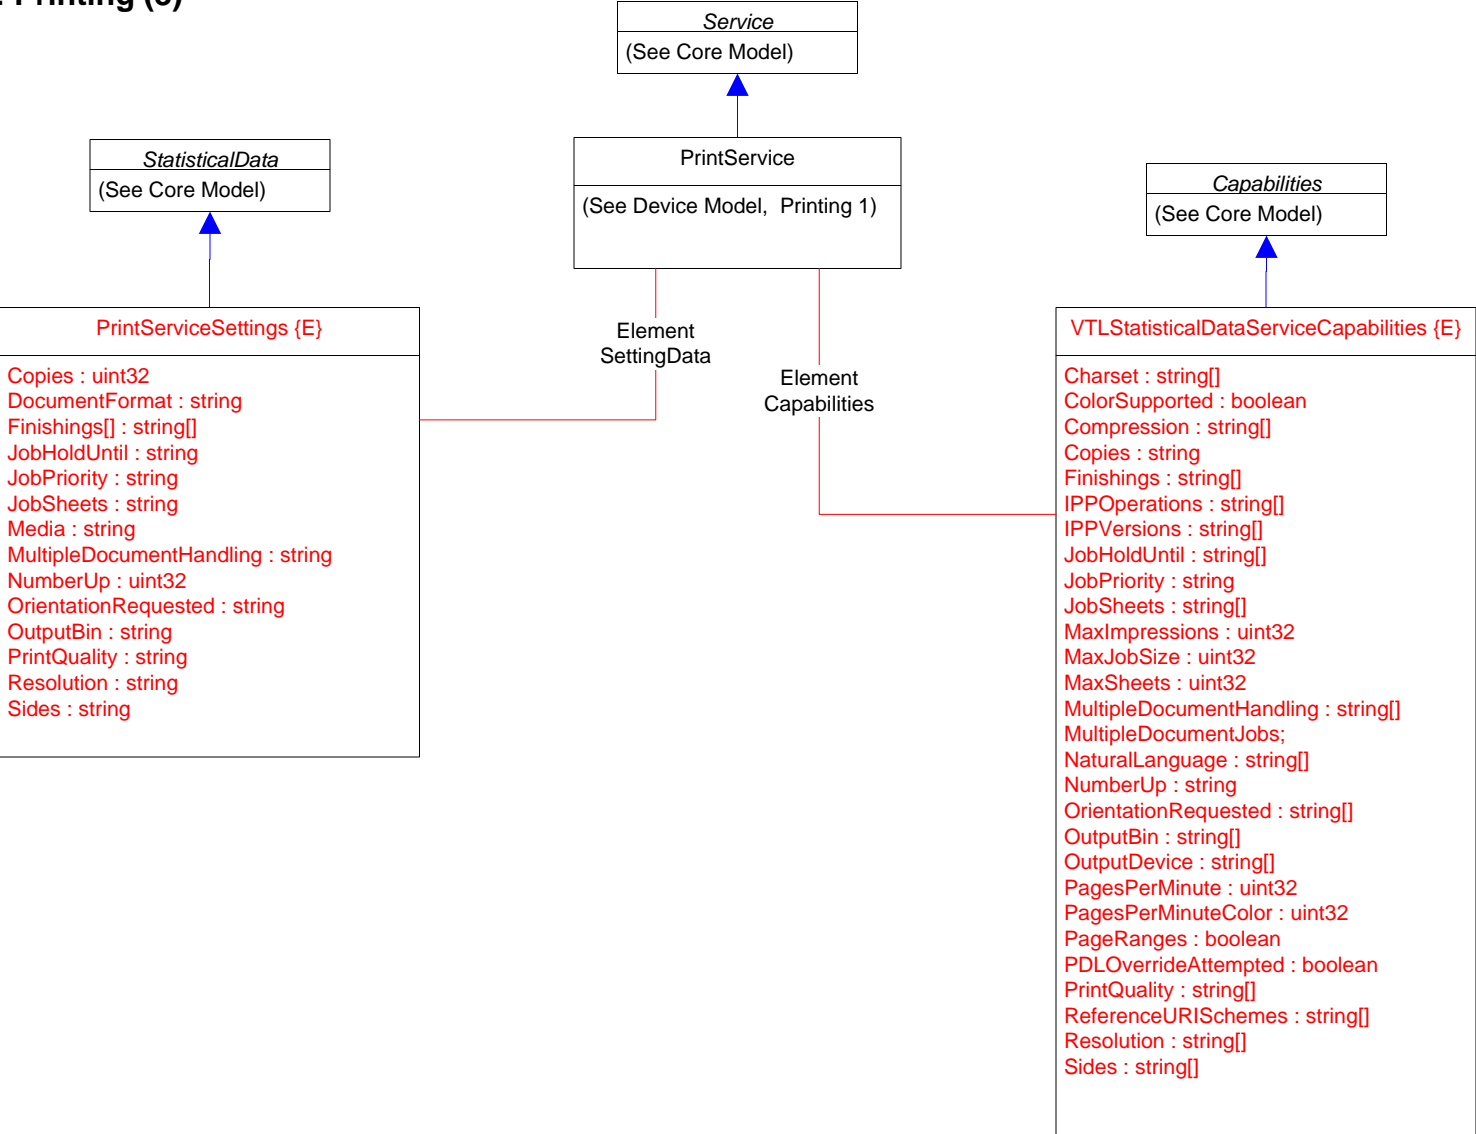 Printing (3)
Service
(See Core Model)
StatisticalData
(See Core Model)
PrintService
(See Device Model, Printing 1)
Capabilities
(See Core Model)
PrintServiceSettings {E}
Copies : uint32
DocumentFormat : string
Finishings[] : string[]
JobHoldUntil : string
JobPriority : string
JobSheets : string
Media : string
MultipleDocumentHandling : string
NumberUp : uint32
OrientationRequested : string
OutputBin : string
PrintQuality : string
Resolution : string
Sides : string
Element
SettingData
Element
Capabilities
VTLStatisticalDataServiceCapabilities {E}
Charset : string[]
ColorSupported : boolean
Compression : string[]
Copies : string
Finishings : string[]
IPPOperations : string[]
IPPVersions : string[]
JobHoldUntil : string[]
JobPriority : string
JobSheets : string[]
MaxImpressions : uint32
MaxJobSize : uint32
MaxSheets : uint32
MultipleDocumentHandling : string[]
MultipleDocumentJobs;
NaturalLanguage : string[]
NumberUp : string
OrientationRequested : string[]
OutputBin : string[]
OutputDevice : string[]
PagesPerMinute : uint32
PagesPerMinuteColor : uint32
PageRanges : boolean
PDLOverrideAttempted : boolean
PrintQuality : string[]
ReferenceURISchemes : string[]
Resolution : string[]
Sides : string[]